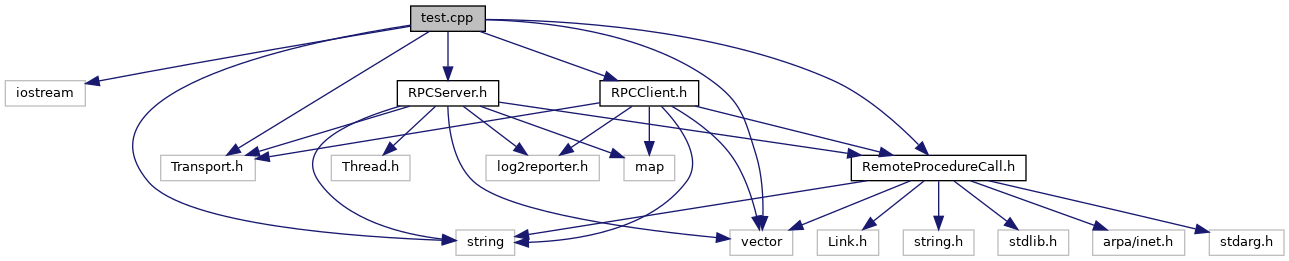 test.cpp
iostream
RPCServer.h
RPCClient.h
Transport.h
Thread.h
log2reporter.h
map
RemoteProcedureCall.h
string
vector
Link.h
string.h
stdlib.h
arpa/inet.h
stdarg.h